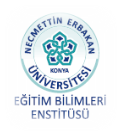 NECMETTİN ERBAKAN
ÜNİVERSİTESİ
KONYA
EĞİTİM BİLİMLERİ
ENSTİTÜSÜ